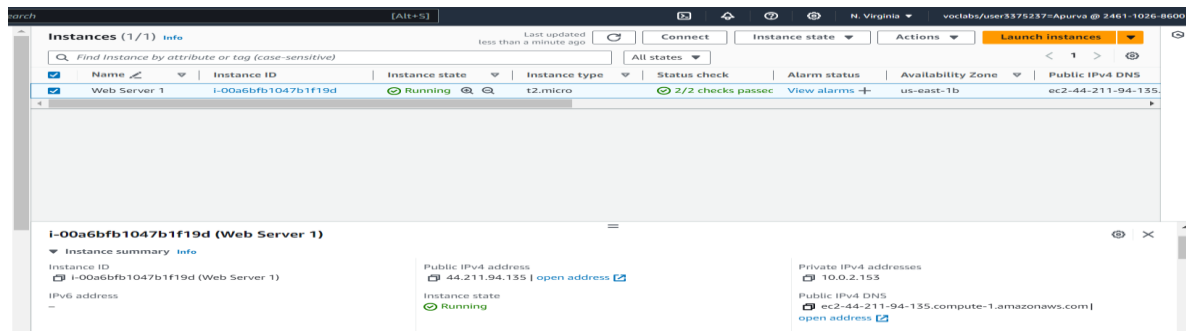 earch [Alt+S] N. Virginia voclabs/user3375237=Apurva @ 2461-1026-8600
Instances (1/1) Info Last updated less than a minute ago Connect Instance state Actions Launch instances
Find Instance by attribute or tag (case-sensitive) All states < 1 >
Name Instance ID Instance state Instance type Status check Alarm status Availability Zone Public IPv4 DNS
Web Server 1 i-00a6bfb1047b1f19d Running t2.micro 2/2 checks passec View alarms + us-east-1b ec2-44-211-94-135.
i-00a6bfb1047b1f19d (Web Server 1)
Instance summary Info
Instance ID Public IPv4 address Private IPv4 addresses
i-00a6bfb1047b1f19d (Web Server 1) 44.211.94.135 | open address 10.0.2.153
IPv6 address Instance state Public IPv4 DNS
– Running ec2-44-211-94-135.compute-1.amazonaws.com |
open address